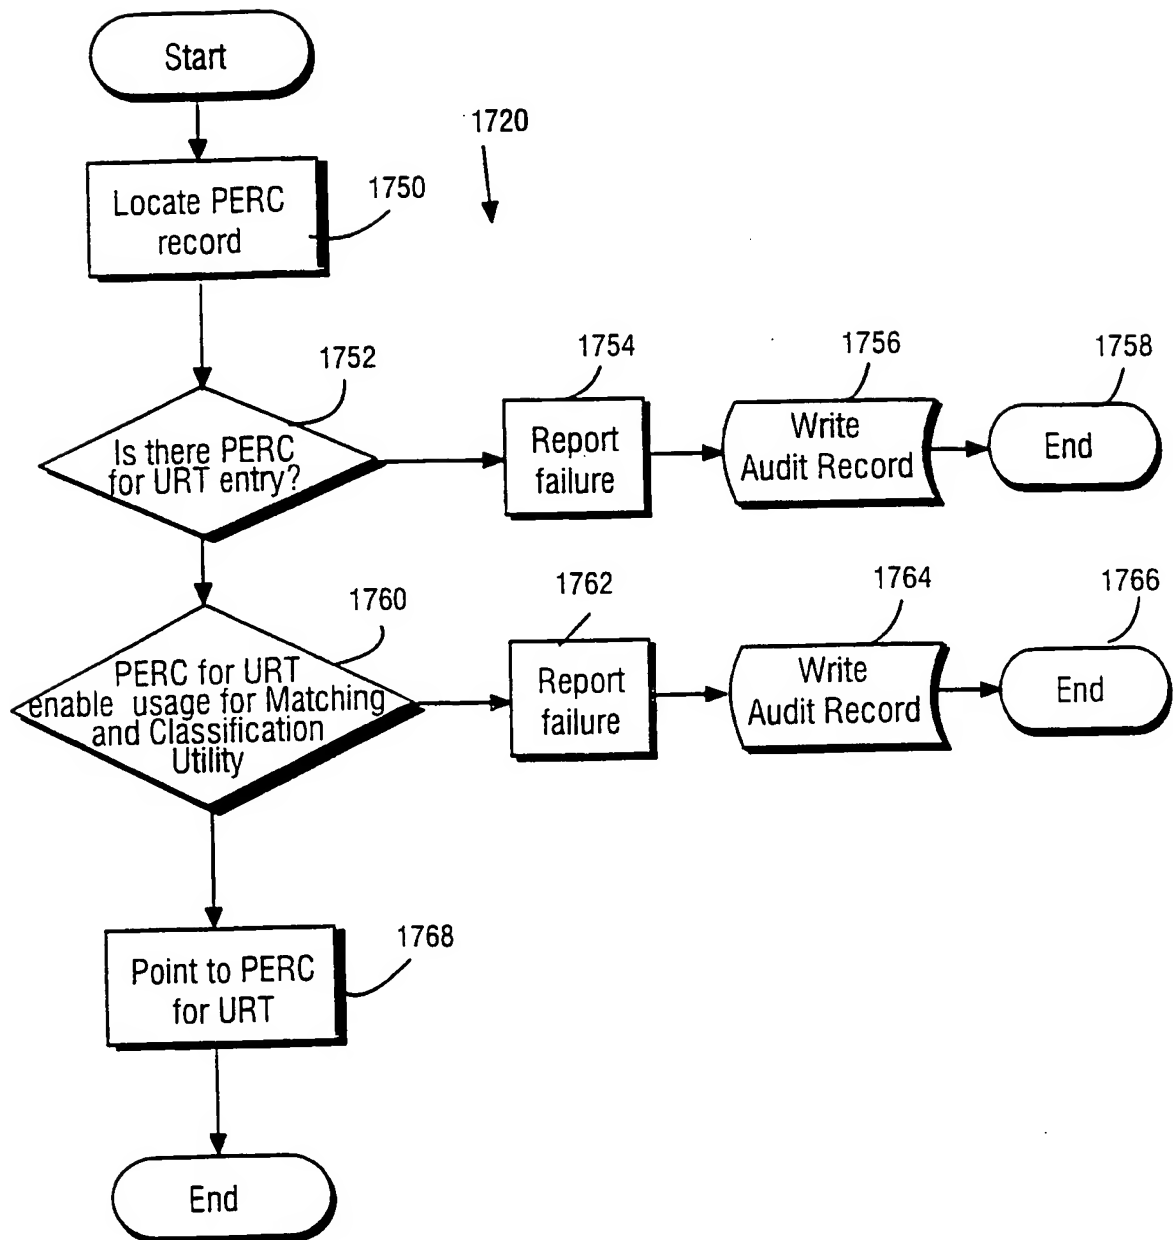 Start
1720
1750
Locate PERC
record
1752
1754
1756
1758
Is there PERC
for URT entry?
Report
failure
Write
Audit Record
End
1760
1762
1764
1766
PERC for URT
enable usage for Matching
and Classification
Utility
Report
failure
Write
Audit Record
End
1768
Point to PERC
for URT
End